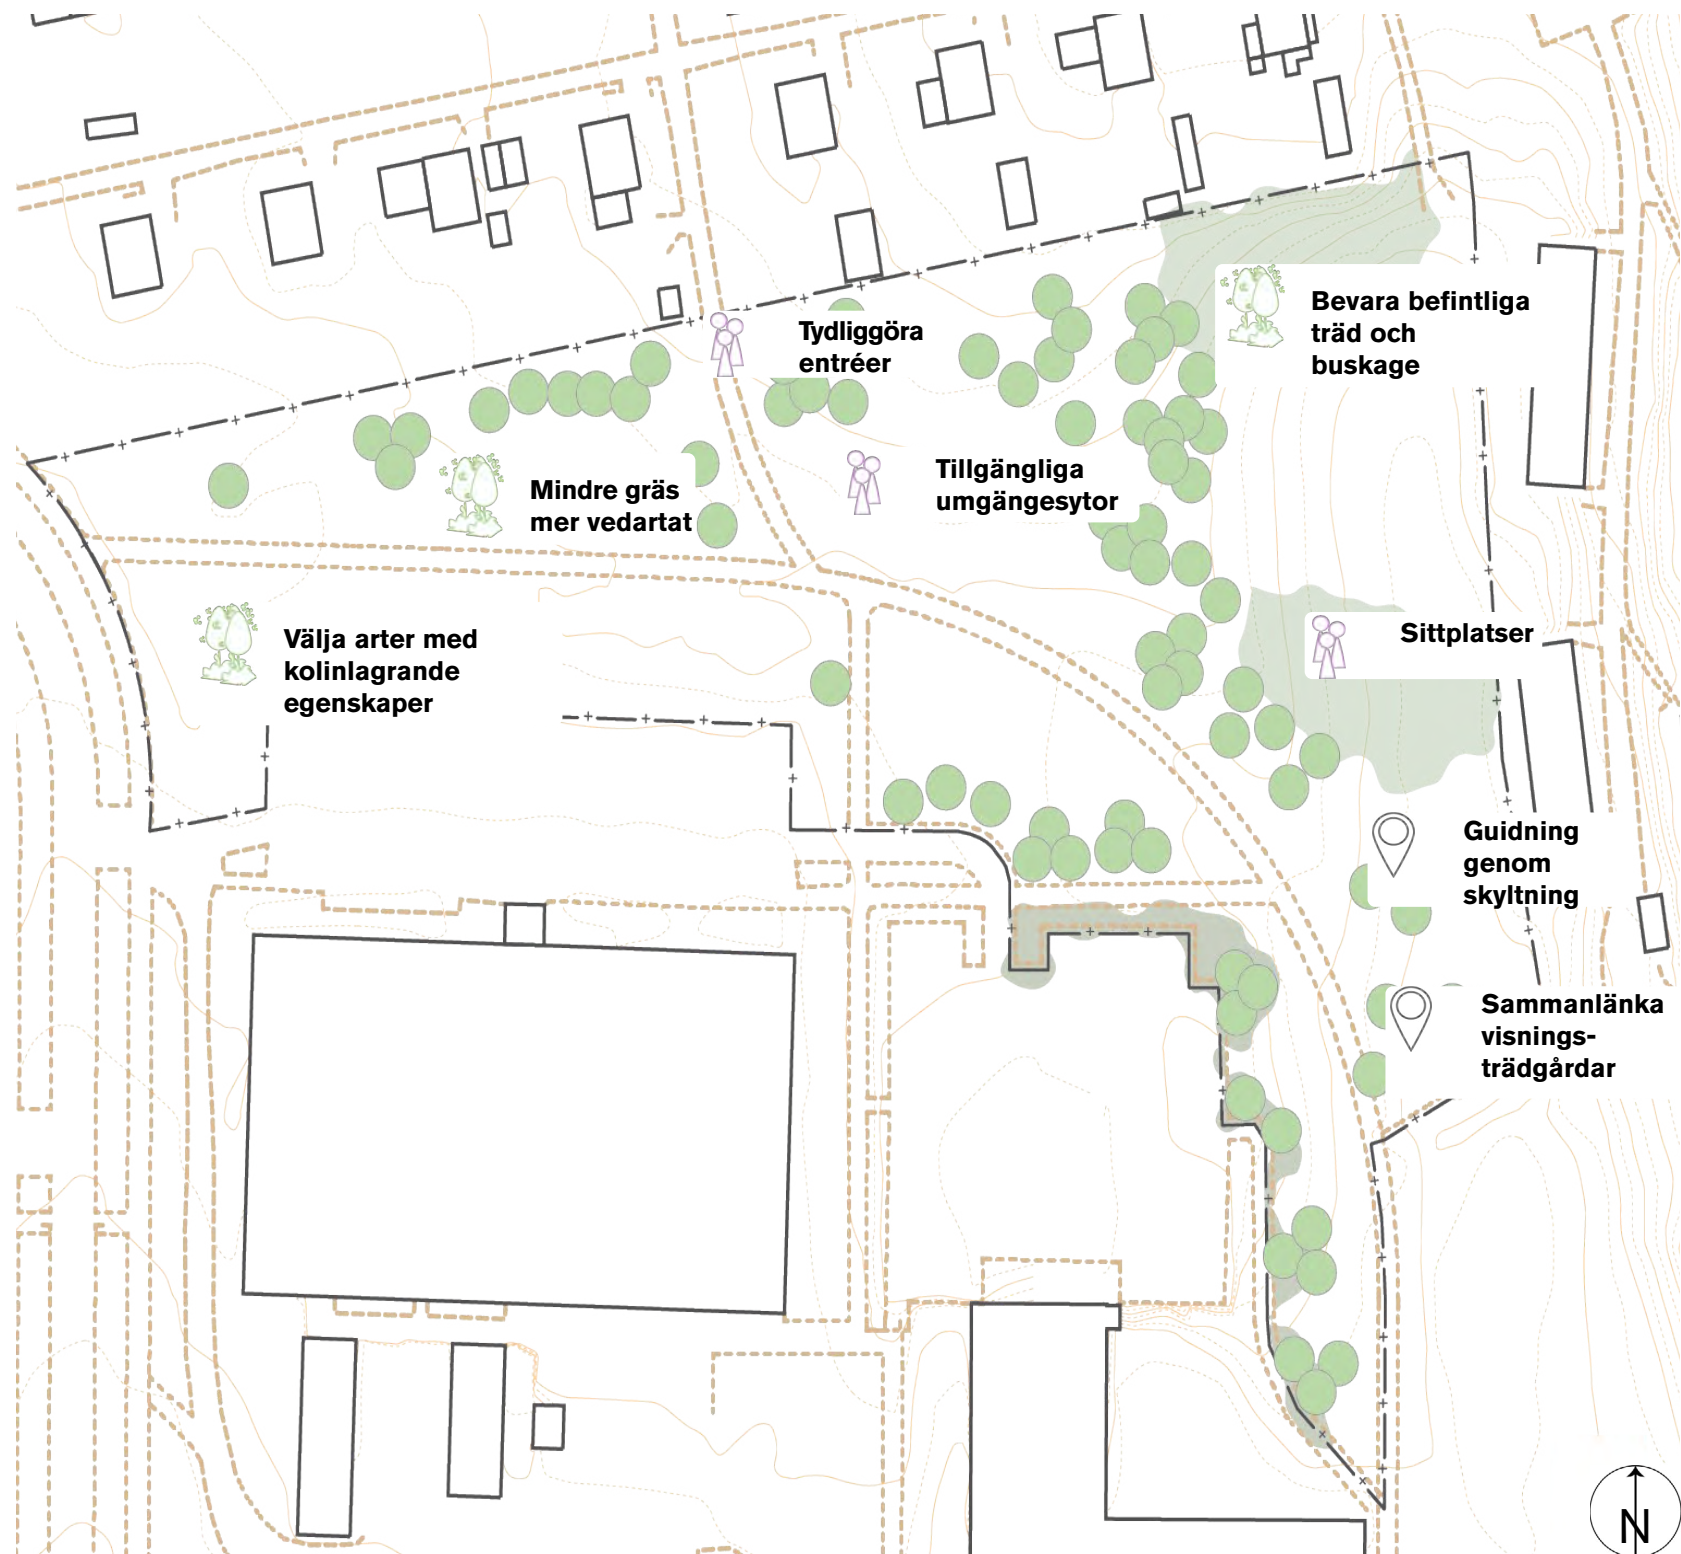 Bevara befintliga
träd och
buskage
Tydliggöra
entréer
Tillgängliga
umgängesytor
Mindre gräs
mer vedartat
Sittplatser
Välja arter med
kolinlagrande
egenskaper
Guidning
genom
skyltning
Sammanlänka
visnings-
trädgårdar
N